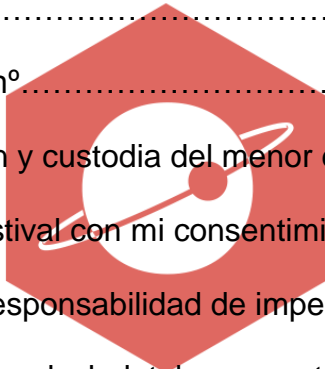 ……………………………
nº……………………
n y custodia del menor
stival con mi consentimi
esponsabilidad de impe